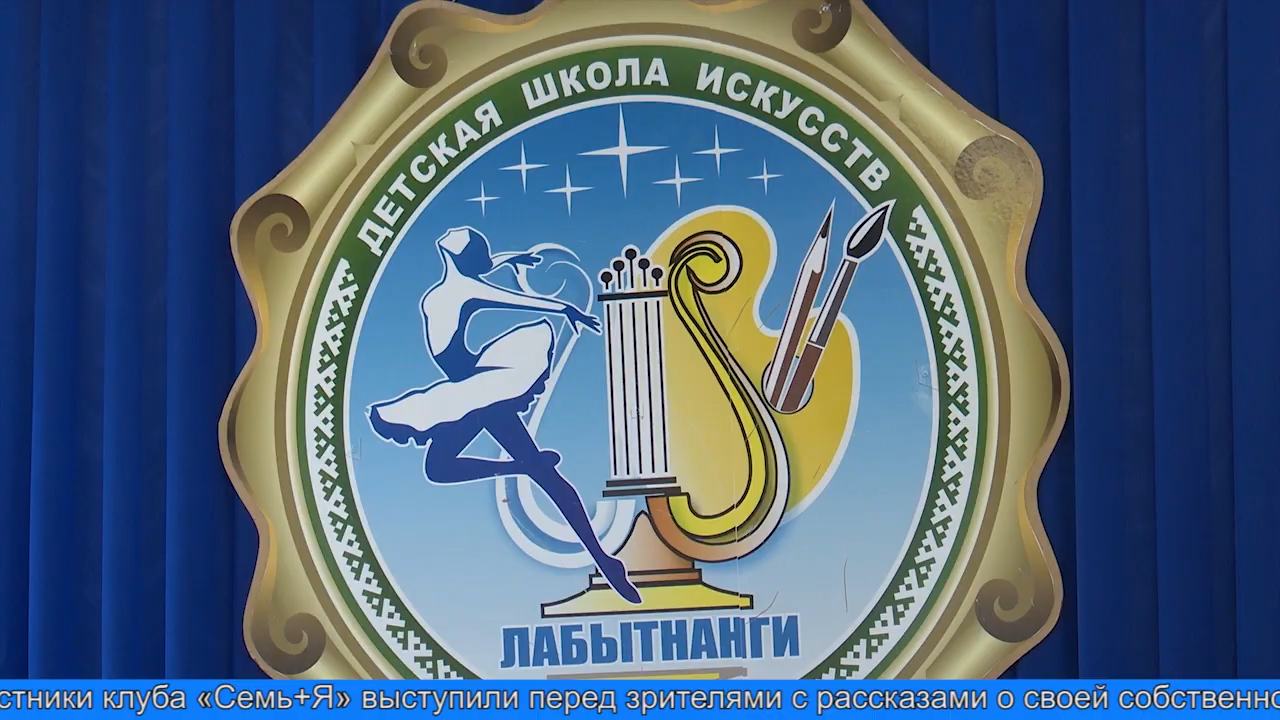 ДЕТСКАЯ ШКОЛА ИСКУССТВ
ЛАБЫТНАНГИ
стники клуба «Семь+Я» выступили перед зрителями с рассказами о своей собственно